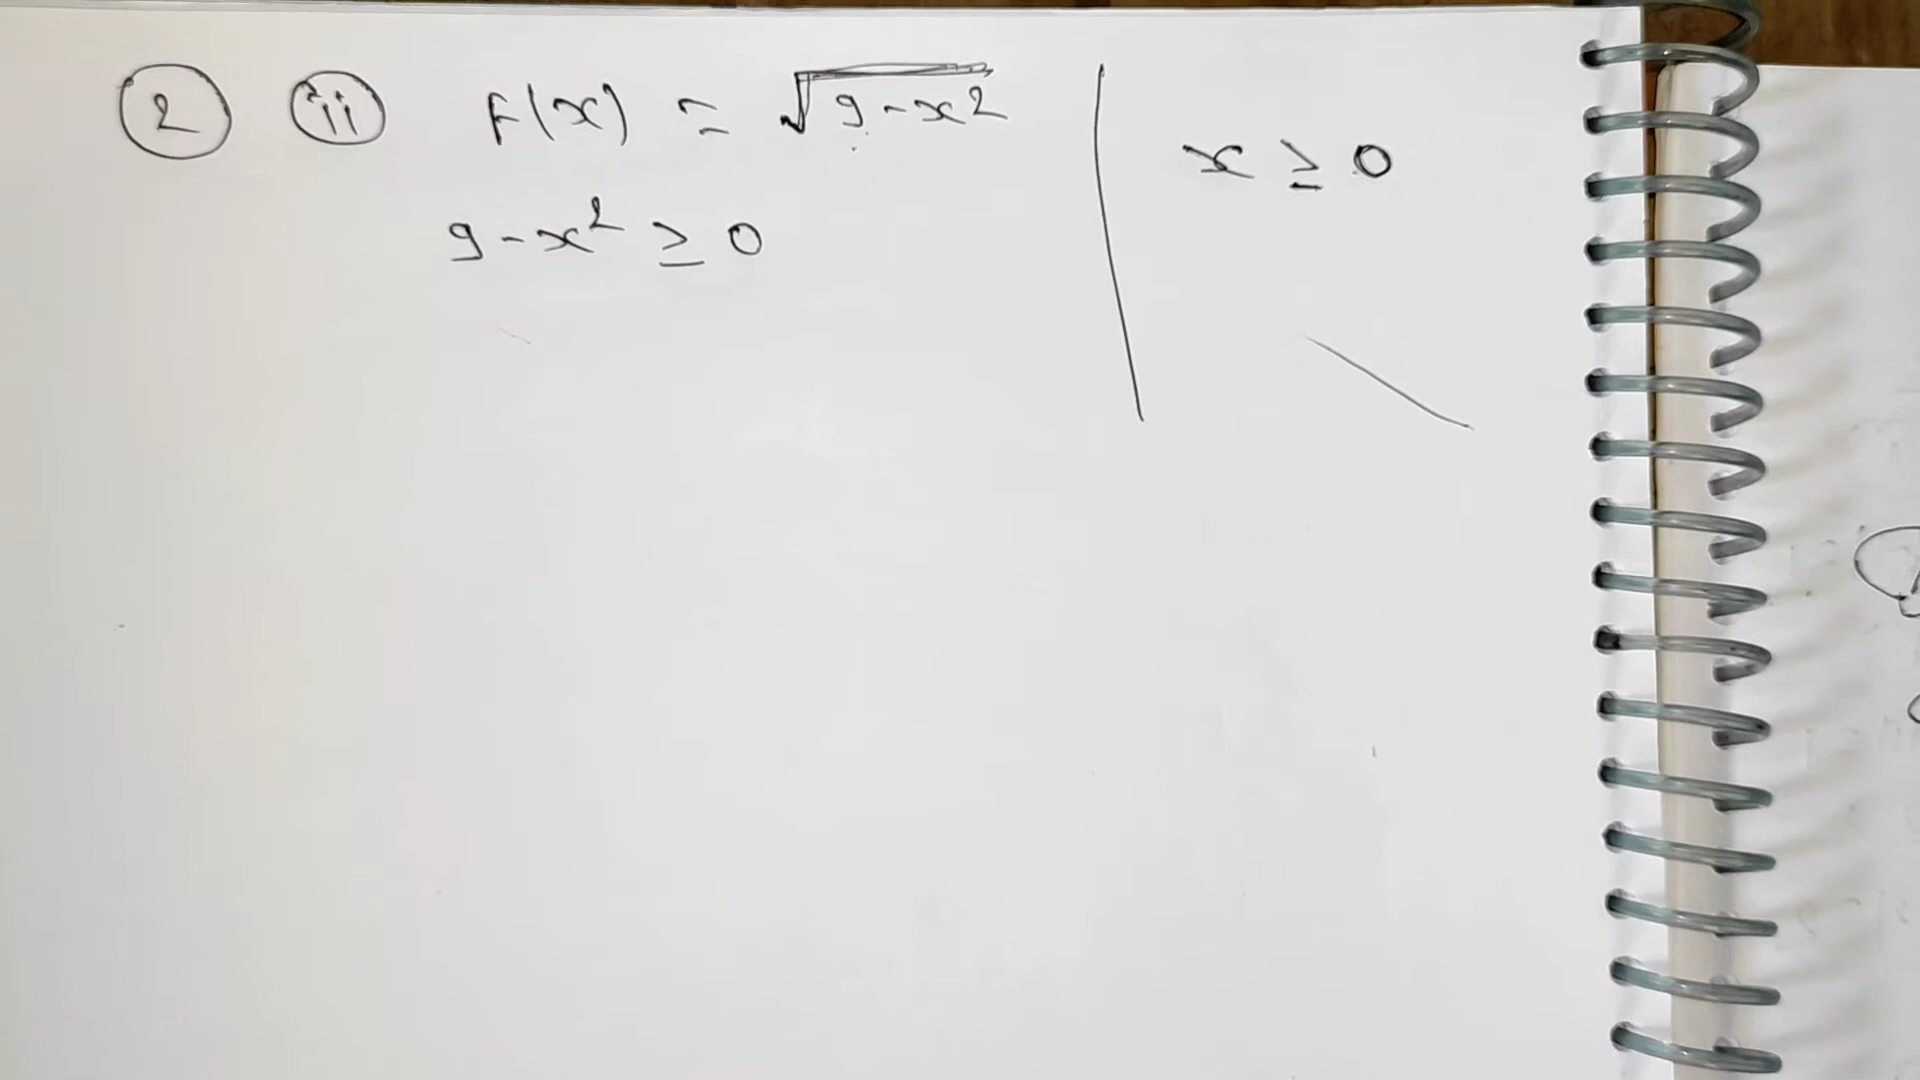 2 ii f(x) = √9-x2
x ≥ 0
9-x² ≥ 0